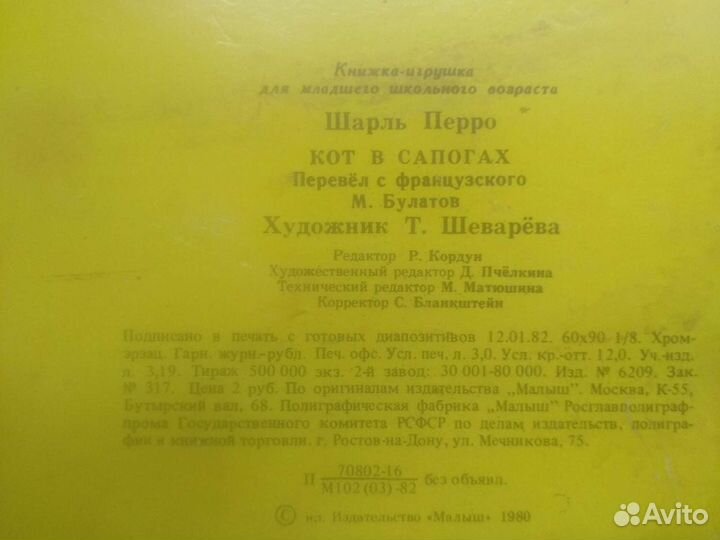 Книжка-игрушка
для младшего школьного возраста
Шарль Перро
КОТ В САПОГАХ
Перевёл с французского
М. Булатов
Художник Т. Шеварёва
Редактор Р. Кордун
Художественный редактор Д. Пчёлкина
Технический редактор М. Матюшина
Корректор С. Бланкштейн
Подписано в печать с готовых диапозитивов 12.01.82. 60х90 1/8. Хром-
эрзац. Гарн. журн-рубл. Печ. офс. Усл. печ. л. 3,0. Усл. кр.-отт. 12,0. Уч.-изд.
л. 3,19. Тираж 500 000 экз. 2-й завод: 30 001-80 000. Изд. № 6209. Зак.
№ 317. Цена 2 руб. По оригиналам издательства „Малыш". Москва, К-55,
Бутырский вал, 68. Полиграфическая фабрика „Малыш" Росглавполиграф-
прома Государственного комитета РСФСР по делам издательств, полигра-
фии и книжной торговли. г. Ростов-на-Дону, ул. Мечникова, 75.
П 70802-16 без объявл.
М102(03)-82
© ил. Издательство «Малыш» 1980
Avito